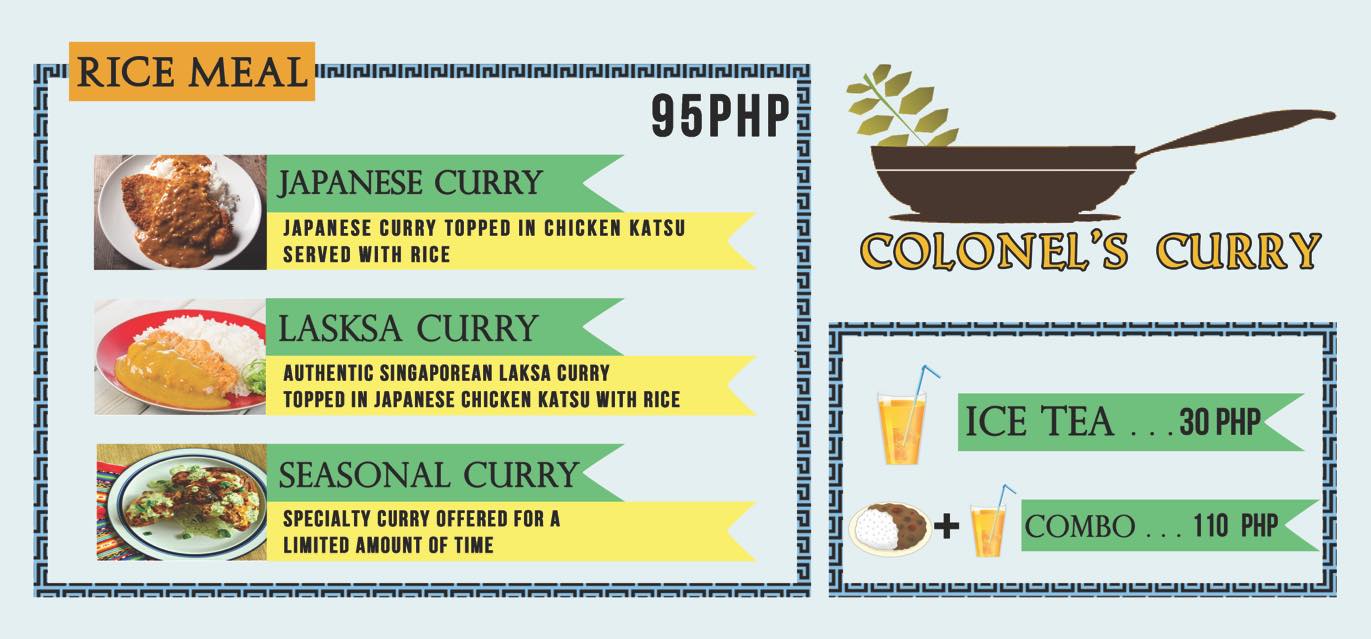 RICE MEAL
95PHP
JAPANESE CURRY
JAPANESE CURRY TOPPED IN CHICKEN KATSU
SERVED WITH RICE
LASKSA CURRY
AUTHENTIC SINGAPOREAN LAKSA CURRY
TOPPED IN JAPANESE CHICKEN KATSU WITH RICE
SEASONAL CURRY
SPECIALTY CURRY OFFERED FOR A
LIMITED AMOUNT OF TIME
COLONEL'S CURRY
ICE TEA . . . 30 PHP
+ COMBO . . . 110 PHP